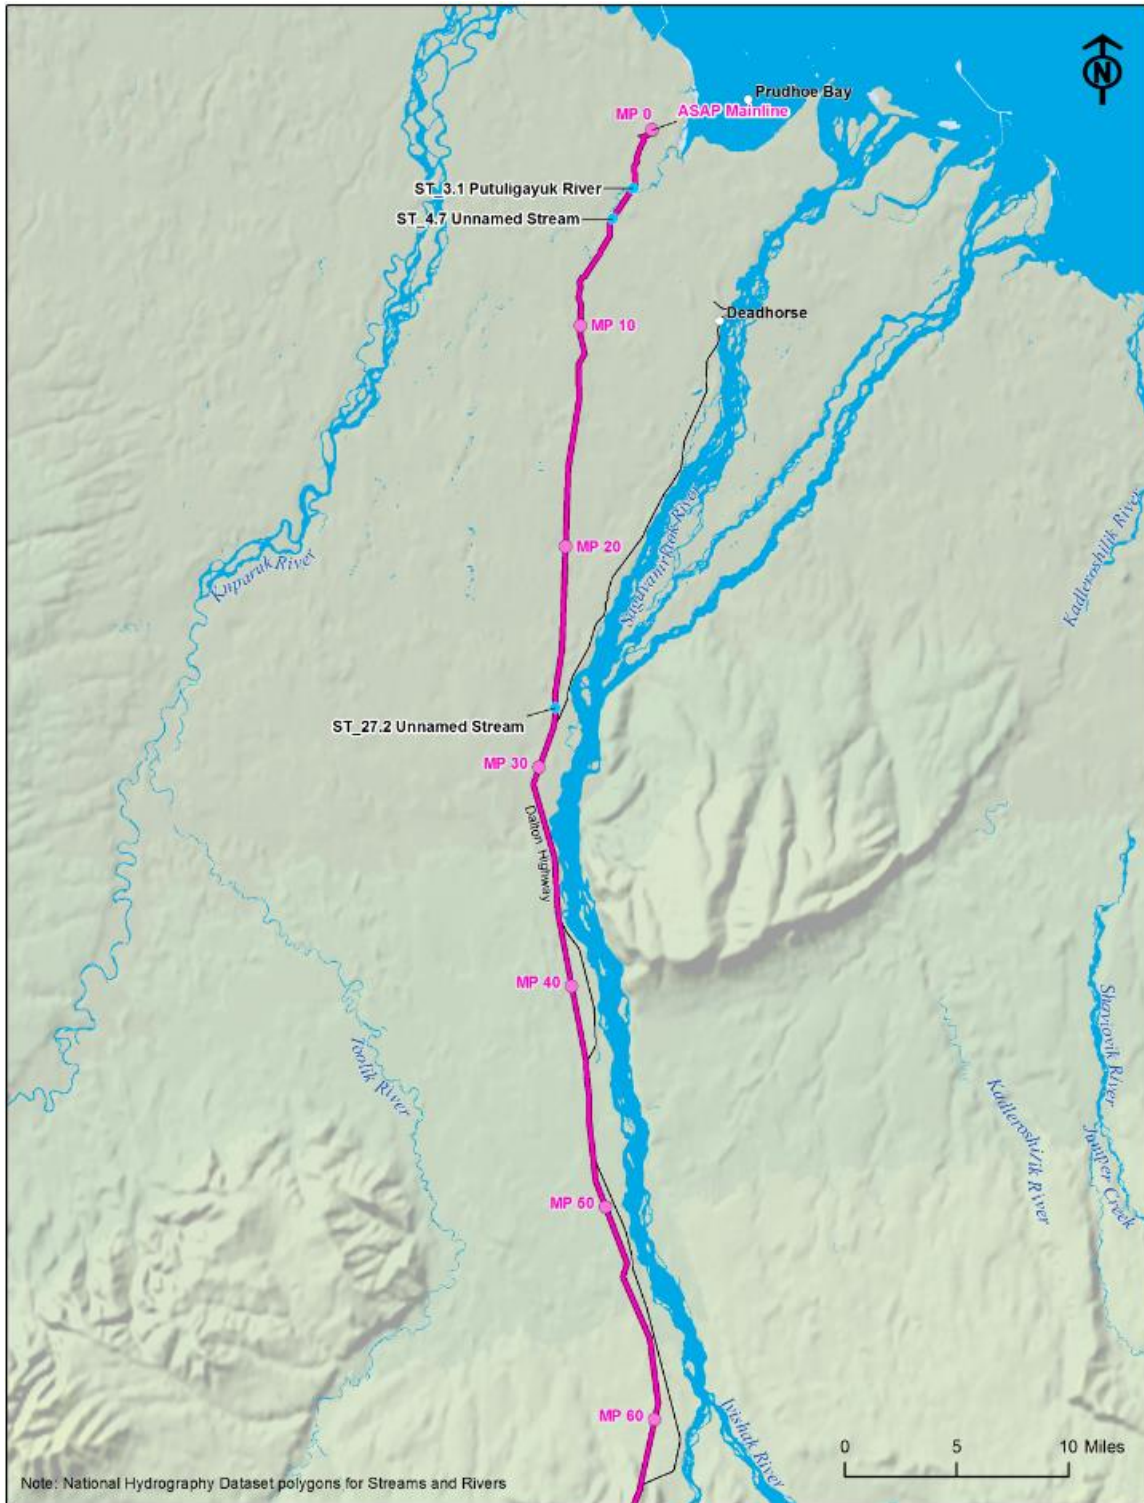 N
Prudhoe Bay
MP 0
ASAP Mainline
ST_3.1 Putuligayuk River
ST_4.7 Unnamed Stream
Deadhorse
MP 10
Sagavanirktok River
Kadleroshilik River
MP 20
Kuparuk River
ST_27.2 Unnamed Stream
MP 30
Dalton Highway
MP 40
Shaviovik River
Toolik River
Kadleroshilik River
Juniper Creek
MP 50
MP 60
Ivishak River
0 5 10 Miles
Note: National Hydrography Dataset polygons for Streams and Rivers